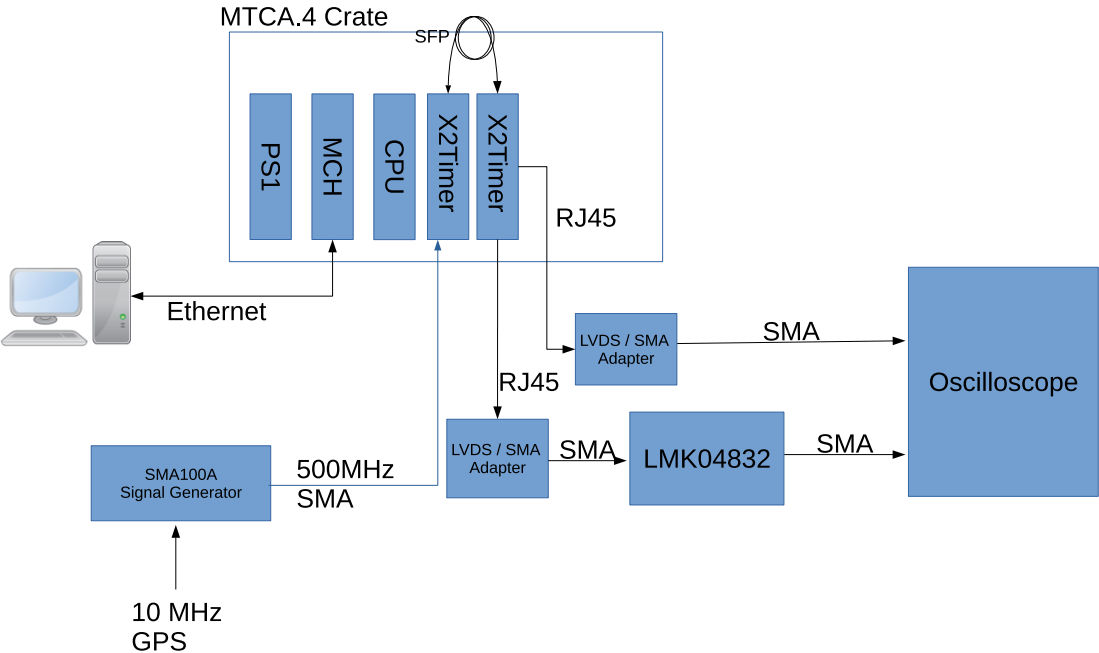 MTCA.4 Crate
SFP
PS1
MCH
CPU
X2Timer
X2Timer
RJ45
Ethernet
LVDS / SMA
Adapter
SMA
Oscilloscope
RJ45
LVDS / SMA
Adapter
SMA
LMK04832
SMA
SMA100A
Signal Generator
500MHz
SMA
10 MHz
GPS